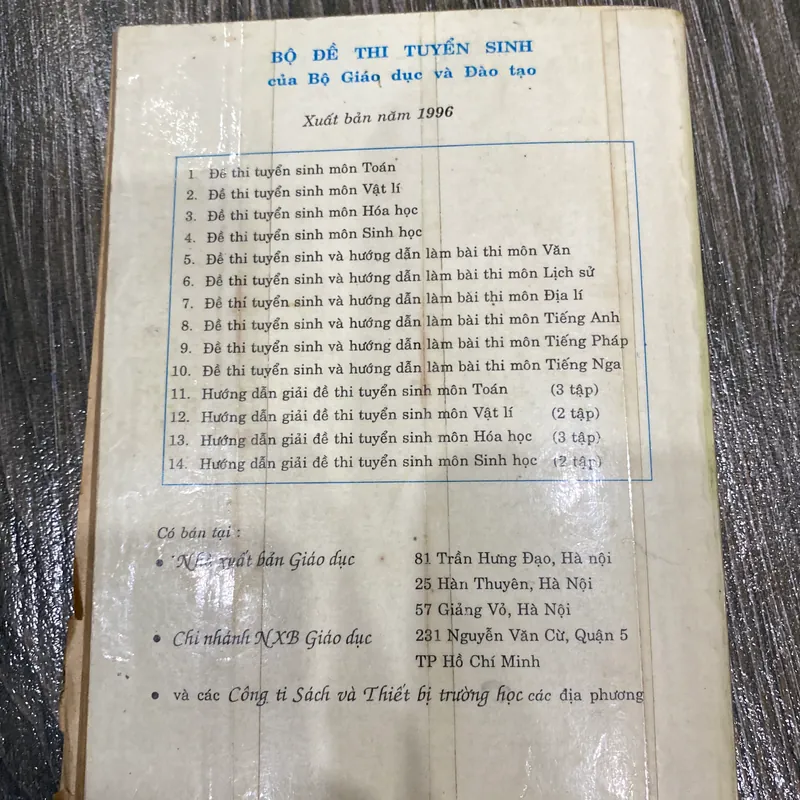 BỘ ĐỀ THI TUYỂN SINH
của Bộ Giáo dục và Đào tạo
Xuất bản năm 1996
1. Đề thi tuyển sinh môn Toán
2. Đề thi tuyển sinh môn Vật lí
3. Đề thi tuyển sinh môn Hóa học
4. Đề thi tuyển sinh môn Sinh học
5. Đề thi tuyển sinh và hướng dẫn làm bài thi môn Văn
6. Đề thi tuyển sinh và hướng dẫn làm bài thi môn Lịch sử
7. Đề thi tuyển sinh và hướng dẫn làm bài thi môn Địa lí
8. Đề thi tuyển sinh và hướng dẫn làm bài thi môn Tiếng Anh
9. Đề thi tuyển sinh và hướng dẫn làm bài thi môn Tiếng Pháp
10. Đề thi tuyển sinh và hướng dẫn làm bài thi môn Tiếng Nga
11. Hướng dẫn giải đề thi tuyển sinh môn Toán (3 tập)
12. Hướng dẫn giải đề thi tuyển sinh môn Vật lí (2 tập)
13. Hướng dẫn giải đề thi tuyển sinh môn Hóa học (3 tập)
14. Hướng dẫn giải đề thi tuyển sinh môn Sinh học (2 tập)
Có bán tại :
• Nhà xuất bản Giáo dục 81 Trần Hưng Đạo, Hà nội
25 Hàn Thuyên, Hà Nội
57 Giảng Võ, Hà Nội
• Chi nhánh NXB Giáo dục 231 Nguyễn Văn Cừ, Quận 5
TP Hồ Chí Minh
• và các Công ti Sách và Thiết bị trường học các địa phương